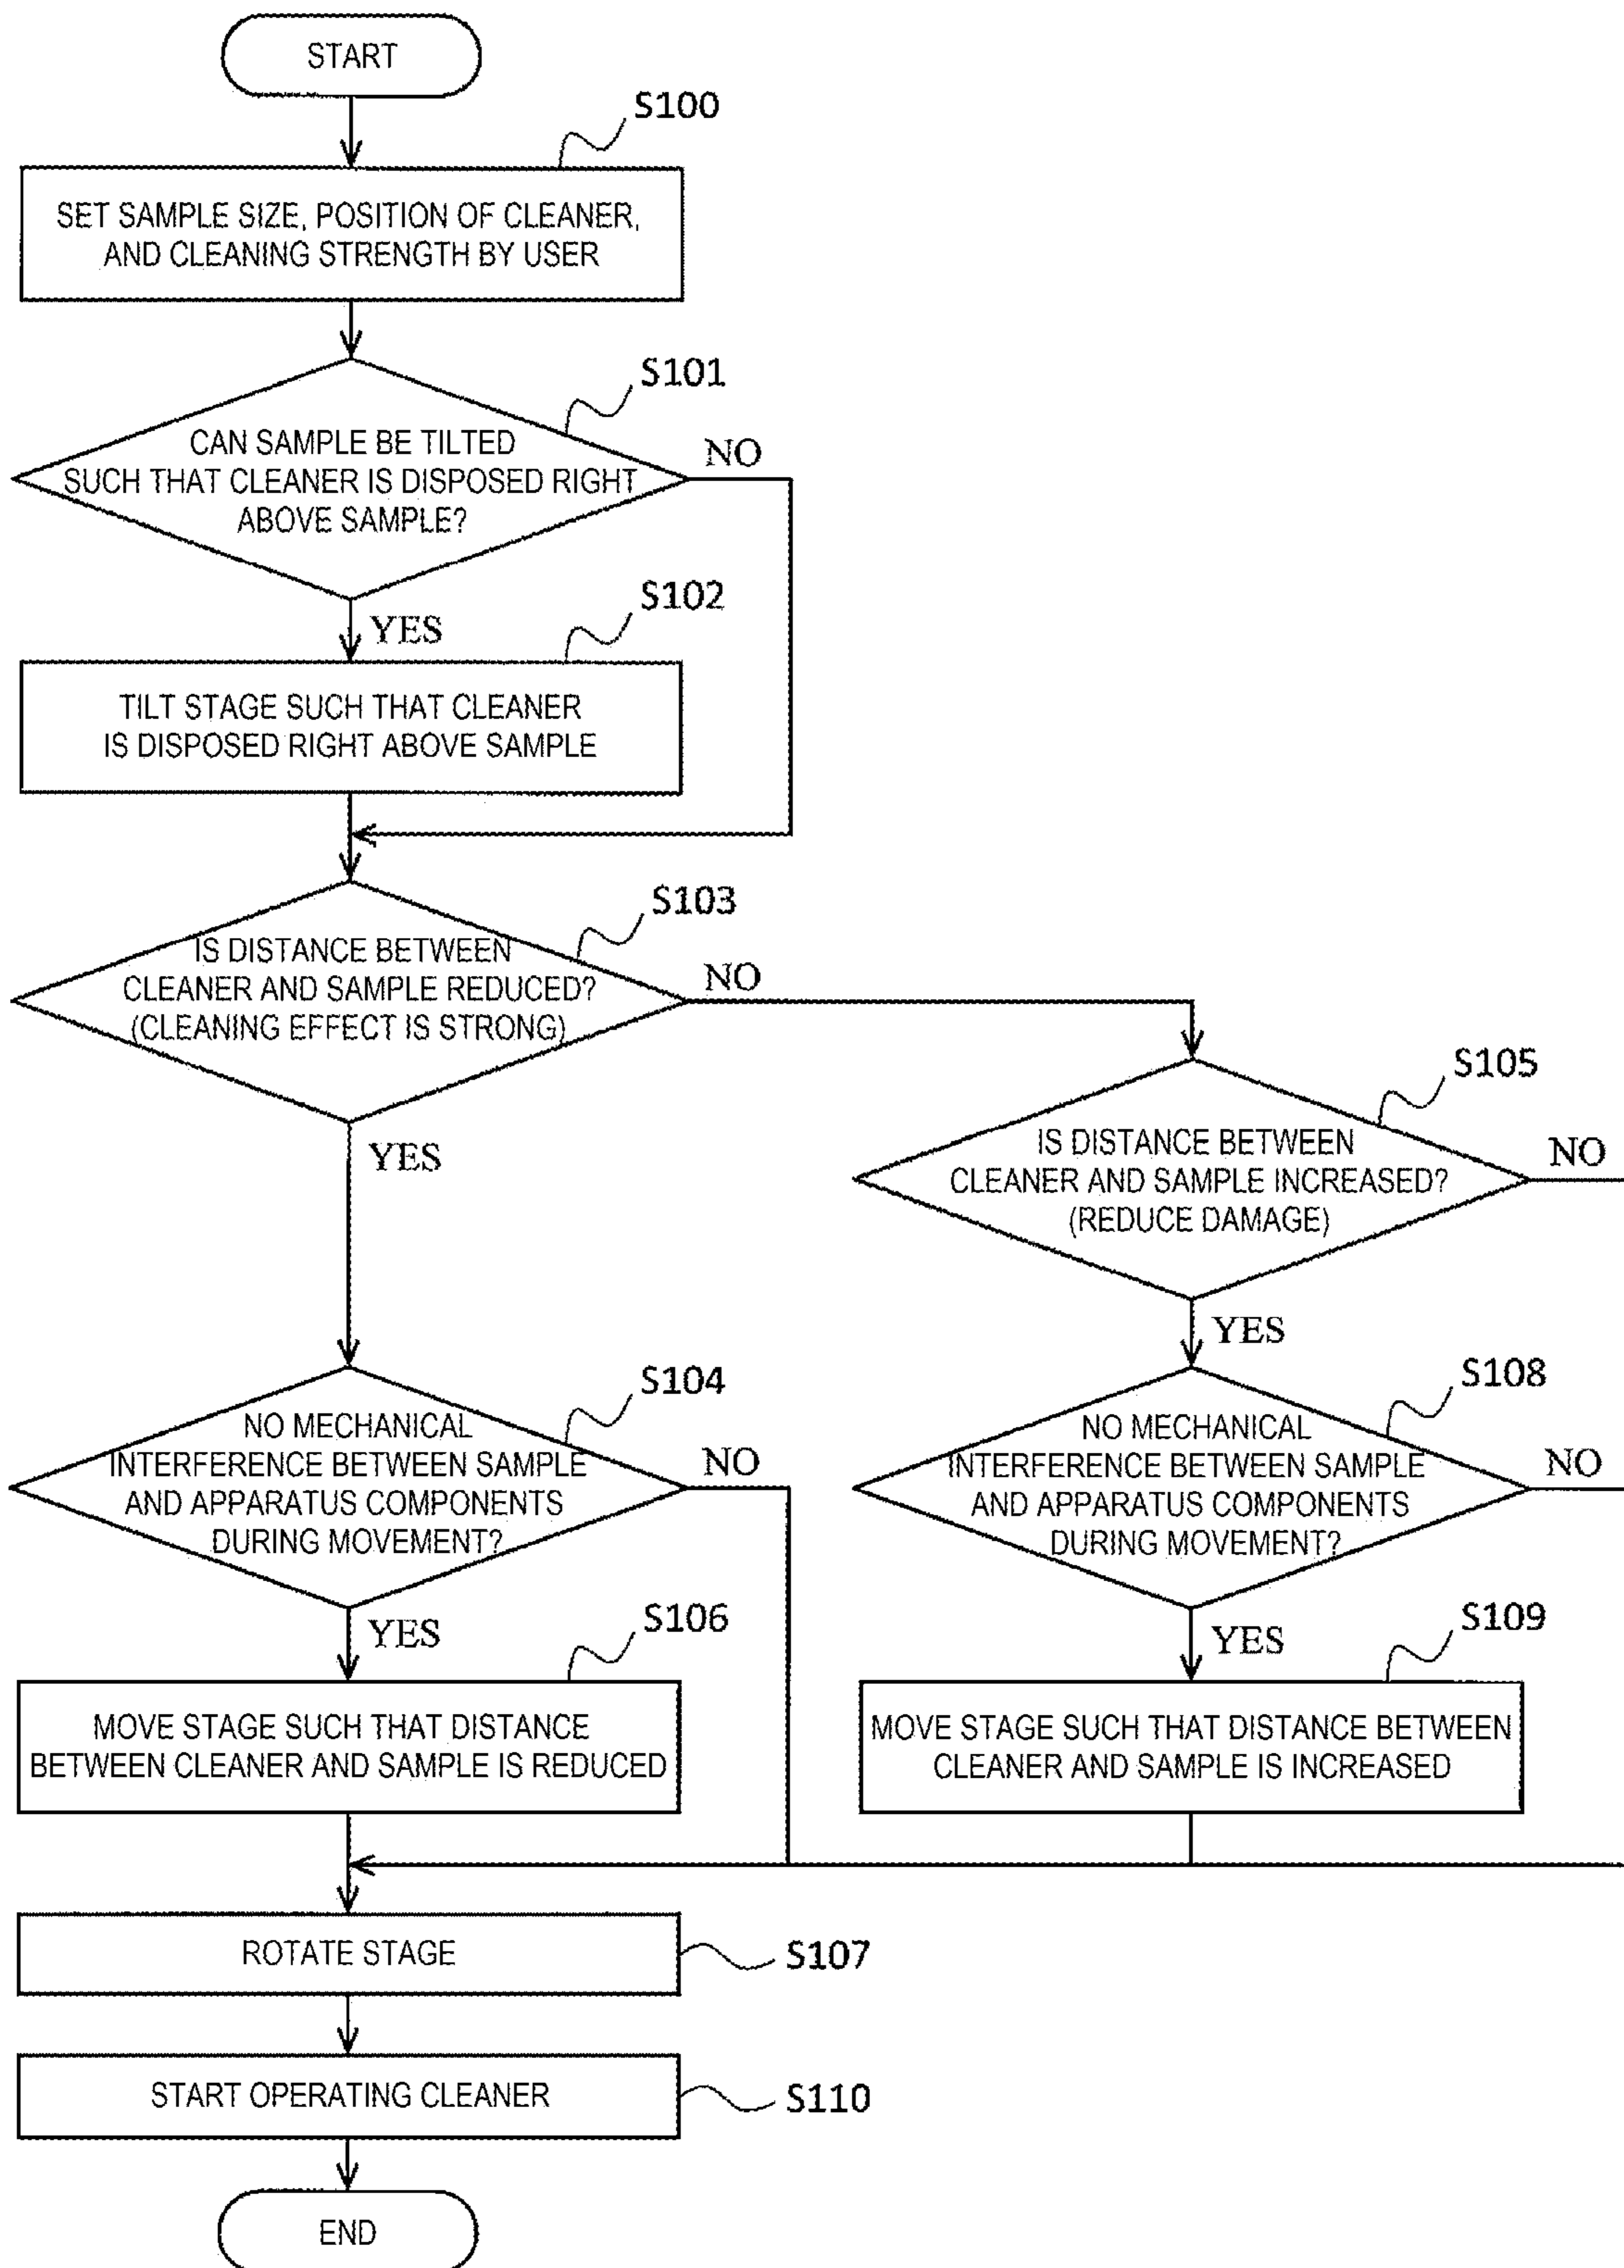 START
S100
SET SAMPLE SIZE, POSITION OF CLEANER,
AND CLEANING STRENGTH BY USER
S101
CAN SAMPLE BE TILTED
SUCH THAT CLEANER IS DISPOSED RIGHT
ABOVE SAMPLE?
NO
YES
S102
TILT STAGE SUCH THAT CLEANER
IS DISPOSED RIGHT ABOVE SAMPLE
S103
IS DISTANCE BETWEEN
CLEANER AND SAMPLE REDUCED?
(CLEANING EFFECT IS STRONG)
NO
YES
S105
IS DISTANCE BETWEEN
CLEANER AND SAMPLE INCREASED?
(REDUCE DAMAGE)
NO
YES
S104
NO MECHANICAL
INTERFERENCE BETWEEN SAMPLE
AND APPARATUS COMPONENTS
DURING MOVEMENT?
NO
YES
S108
NO MECHANICAL
INTERFERENCE BETWEEN SAMPLE
AND APPARATUS COMPONENTS
DURING MOVEMENT?
NO
YES
S106
MOVE STAGE SUCH THAT DISTANCE
BETWEEN CLEANER AND SAMPLE IS REDUCED
S109
MOVE STAGE SUCH THAT DISTANCE BETWEEN
CLEANER AND SAMPLE IS INCREASED
ROTATE STAGE
S107
START OPERATING CLEANER
S110
END